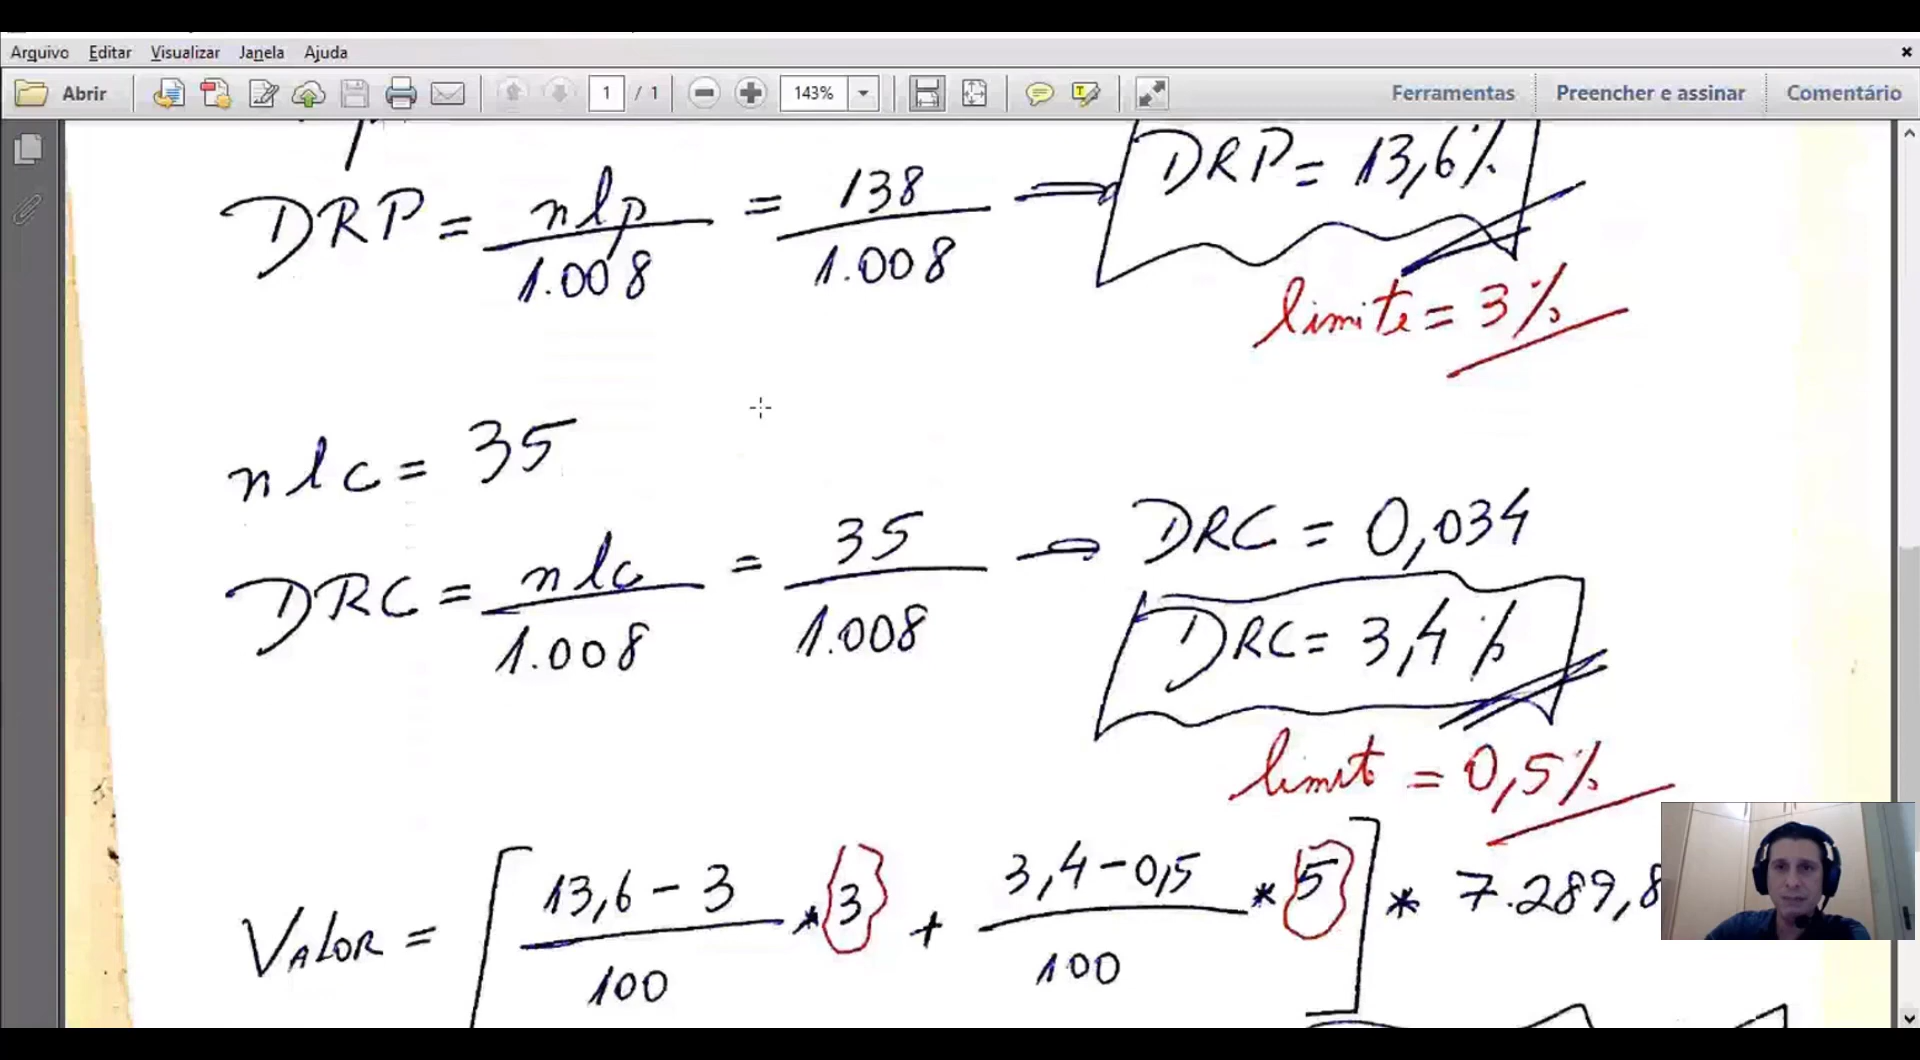 Arquivo Editar Visualizar Janela Ajuda
Abrir 1 / 1 143% Ferramentas Preencher e assinar Comentário
DRP = 13,6%
DRP = nlp / 1.008 = 138 / 1.008
limite = 3%
nlc = 35
DRC = nlc / 1.008 = 35 / 1.008 → DRC = 0,034
DRC = 3,4%
limit = 0,5%
VALOR = [ 13,6 - 3 / 100 * 3 + 3,4 - 0,5 / 100 * 5 ] * 7.289,8